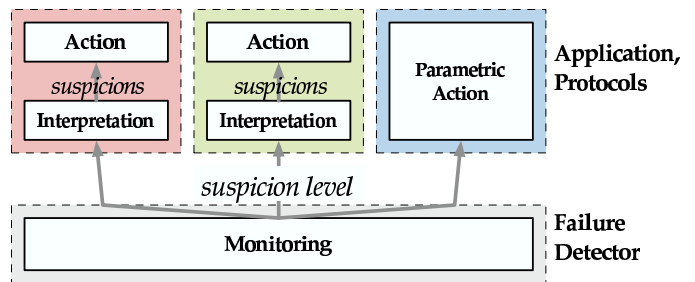 Action
suspicions
Interpretation
Action
suspicions
Interpretation
Parametric
Action
Application,
Protocols
suspicion level
Monitoring
Failure
Detector